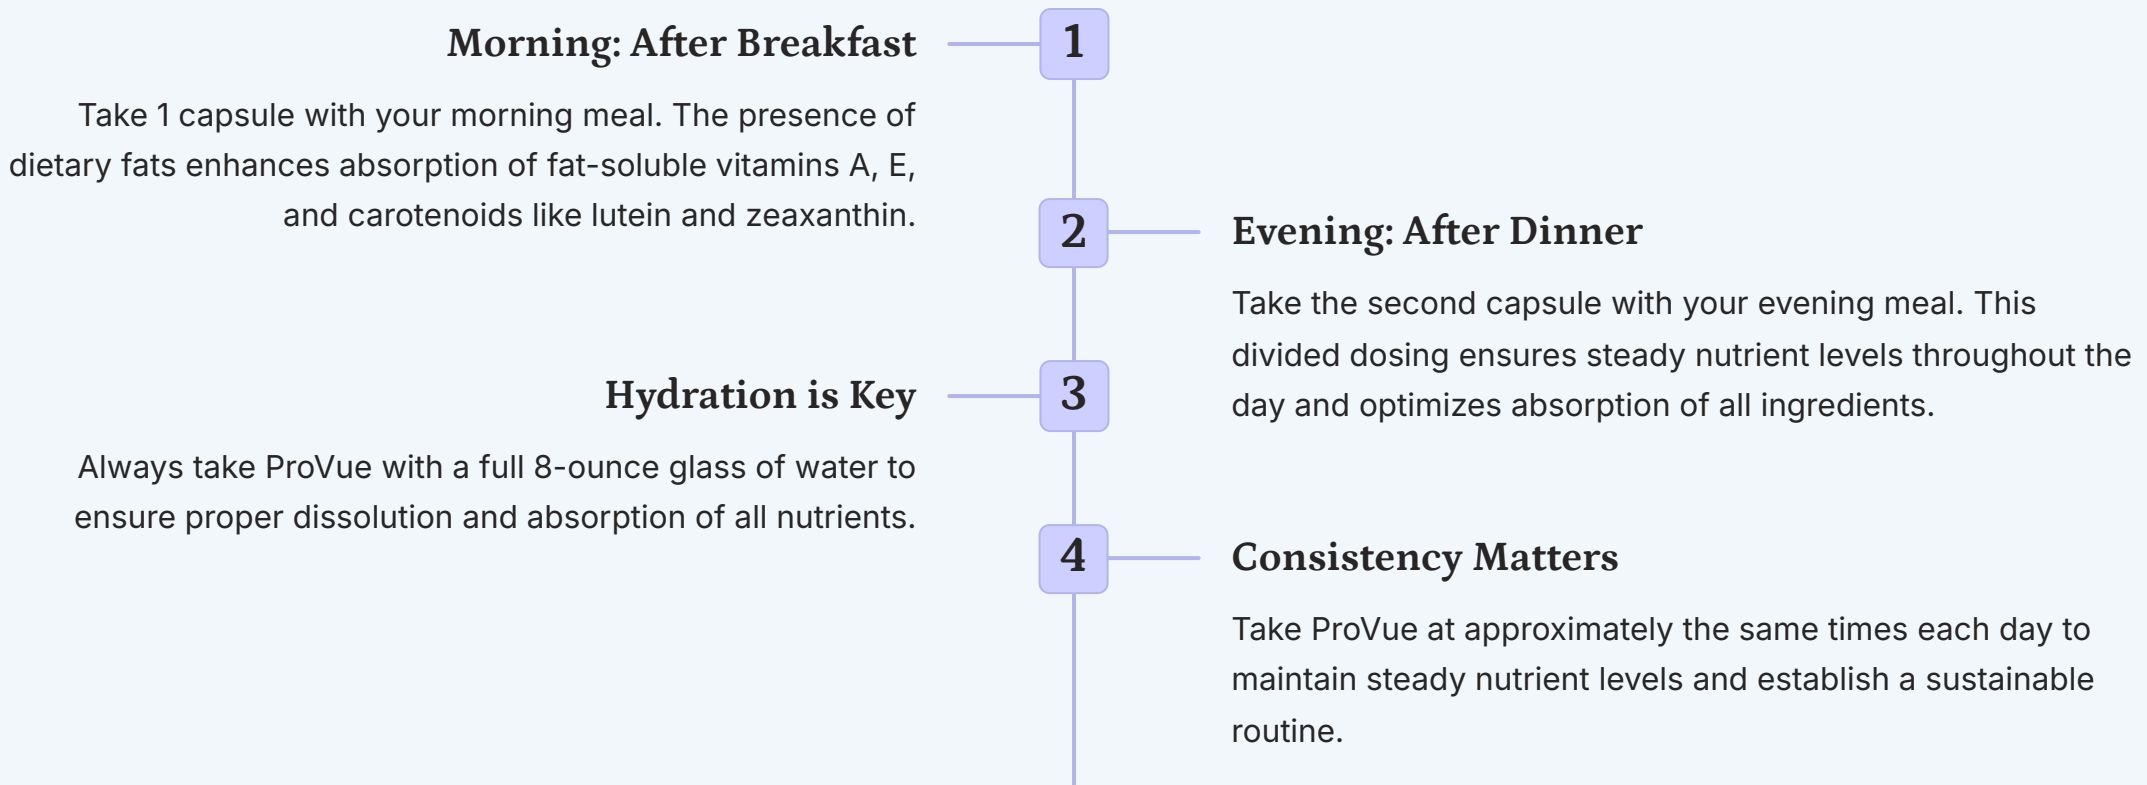 1
Morning: After Breakfast
Take 1 capsule with your morning meal. The presence of
dietary fats enhances absorption of fat-soluble vitamins A, E,
and carotenoids like lutein and zeaxanthin.
2
Evening: After Dinner
Take the second capsule with your evening meal. This
divided dosing ensures steady nutrient levels throughout the
day and optimizes absorption of all ingredients.
3
Hydration is Key
Always take ProVue with a full 8-ounce glass of water to
ensure proper dissolution and absorption of all nutrients.
4
Consistency Matters
Take ProVue at approximately the same times each day to
maintain steady nutrient levels and establish a sustainable
routine.